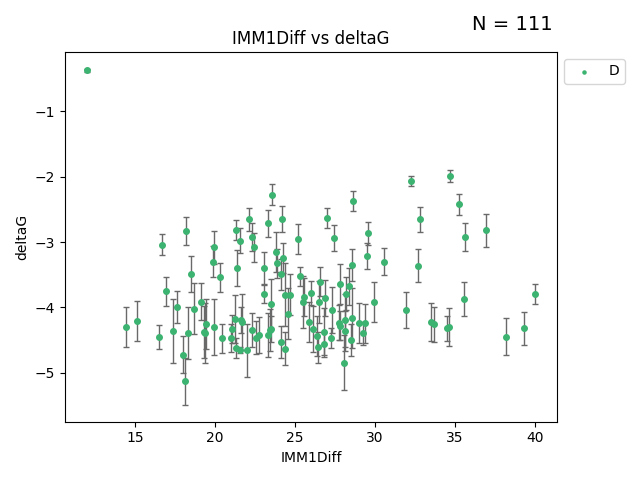 N = 111
IMM1Diff vs deltaG
D
deltaG
−1
−2
−3
−4
−5
15 20 25 30 35 40
IMM1Diff